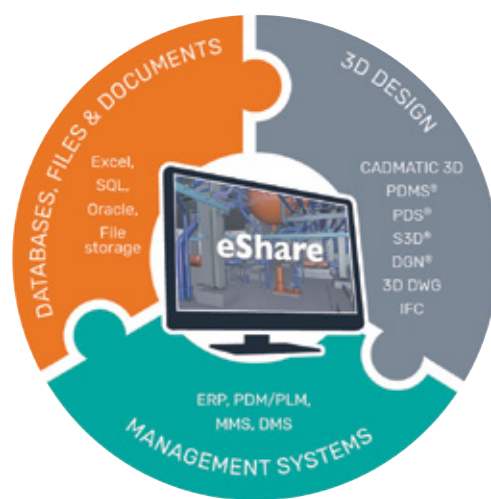 DATABASES, FILES & DOCUMENTS
Excel,
SQL,
Oracle,
File
storage
3D DESIGN
CADMATIC 3D
PDMS®
PDS®
S3D®
DGN®
3D DWG
IFC
eShare
ERP, PDM/PLM,
MMS, DMS
MANAGEMENT SYSTEMS